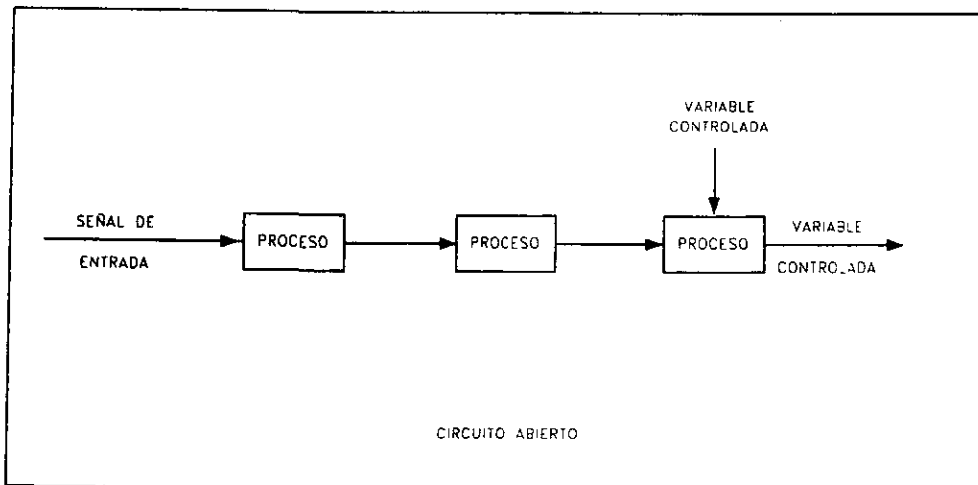 VARIABLE
CONTROLADA
SEÑAL DE
ENTRADA
PROCESO
PROCESO
PROCESO
VARIABLE
CONTROLADA
CIRCUITO ABIERTO